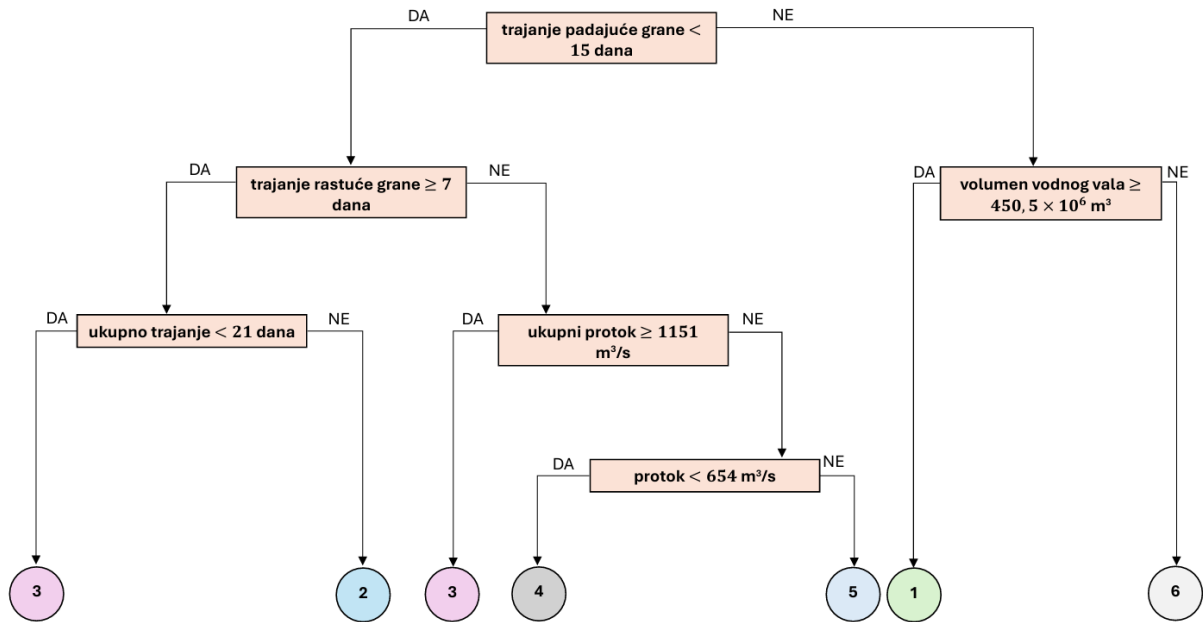 DA
NE
trajanje padajuće grane <
15 dana
DA
NE
trajanje rastuće grane ≥ 7
dana
DA
NE
volumen vodnog vala ≥
450, 5 × 10⁶ m³
DA
NE
ukupno trajanje < 21 dana
DA
NE
ukupni protok ≥ 1151
m³/s
DA
NE
protok < 654 m³/s
3
2
3
4
5
1
6